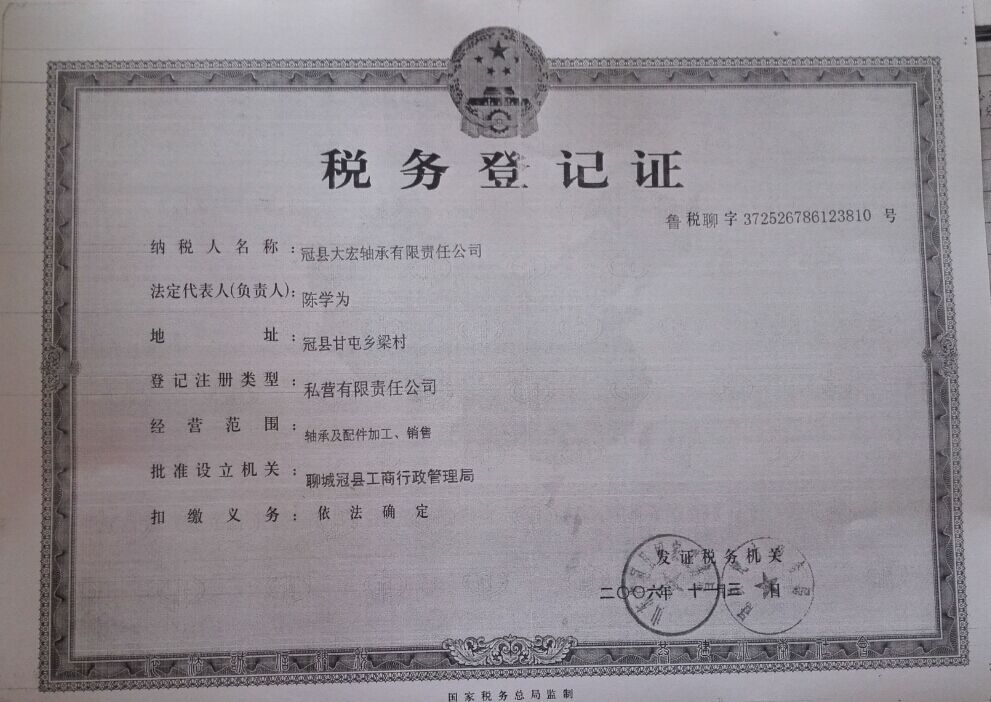 税务登记证
鲁税聊字 372526786123810 号
纳税人名称：冠县大宏轴承有限责任公司
法定代表人(负责人)：陈学为
地址：冠县甘屯乡梁村
登记注册类型：私营有限责任公司
经营范围：轴承及配件加工、销售
批准设立机关：聊城冠县工商行政管理局
扣缴义务：依法确定
发证税务机关
二〇〇六年 十一月三 日
国家税务总局监制